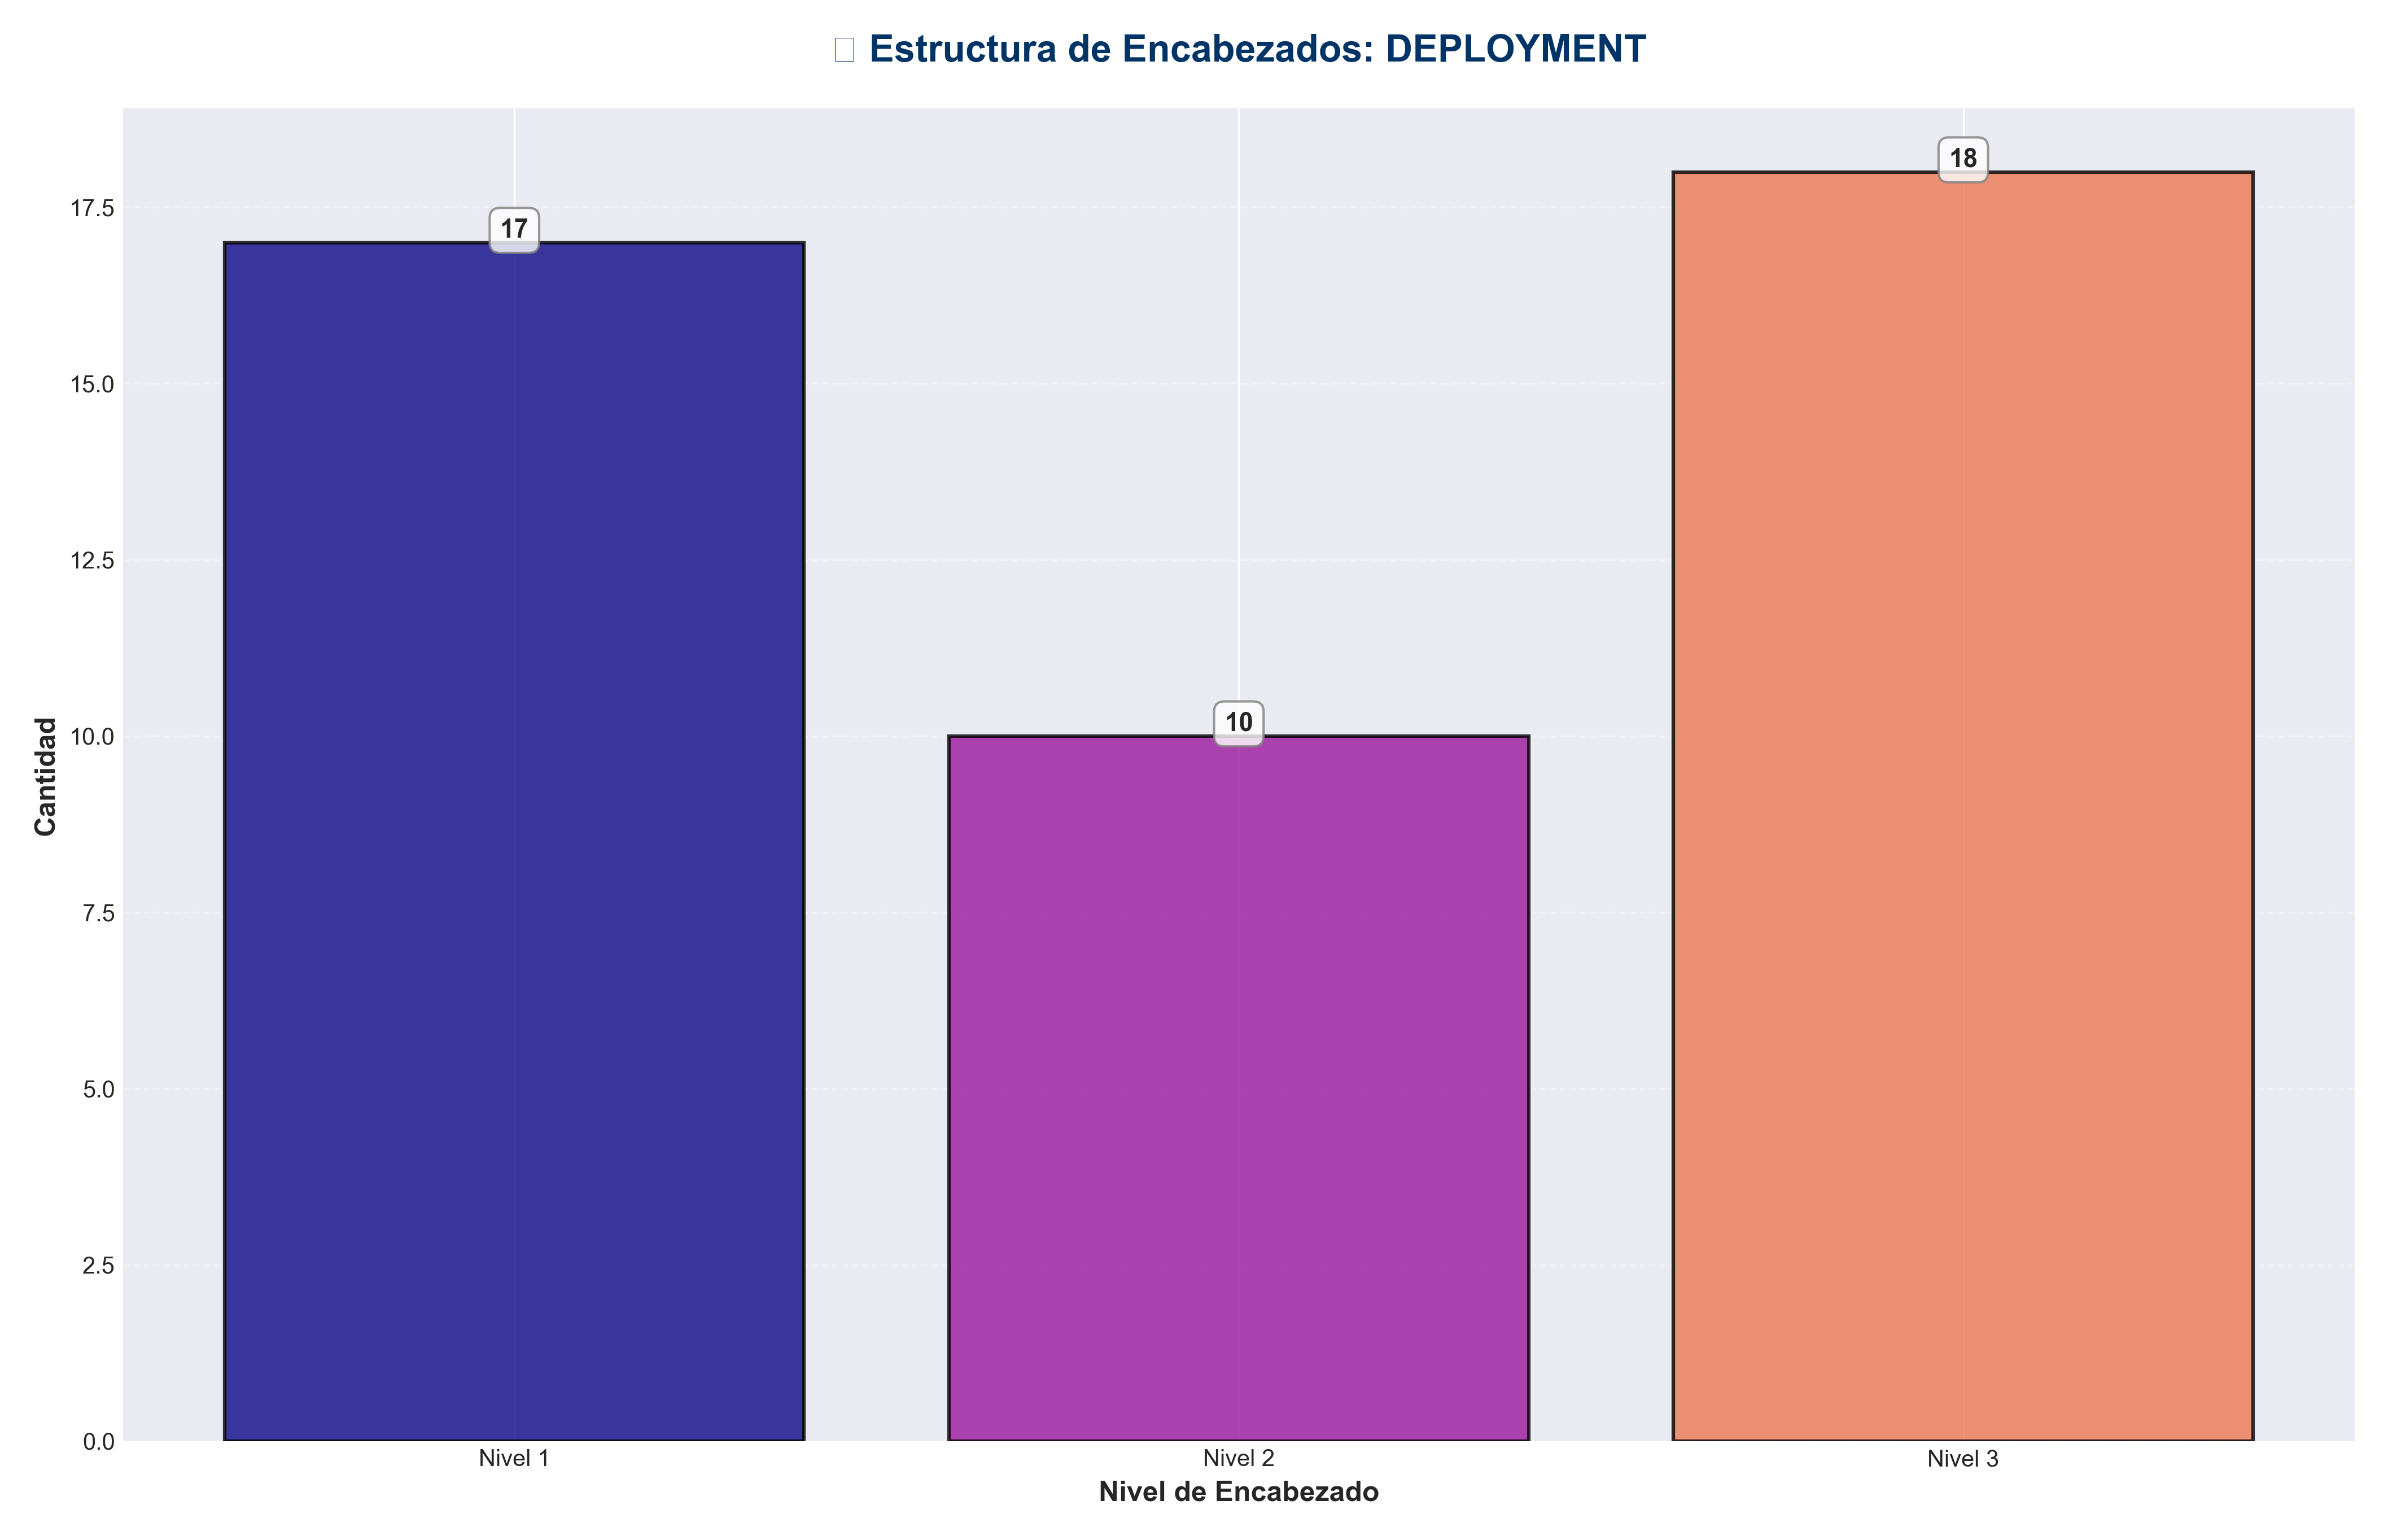 Estructura de Encabezados: DEPLOYMENT
Cantidad
17.5
15.0
12.5
10.0
7.5
5.0
2.5
0.0
17
10
18
Nivel 1
Nivel 2
Nivel 3
Nivel de Encabezado